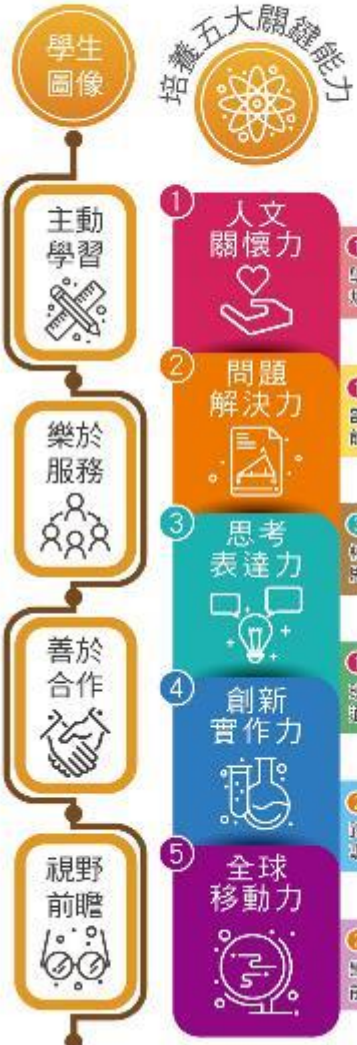 學生
圖像
主動
學習
樂於
服務
善於
合作
視野
前瞻
培養五大關鍵能力
1
人文
關懷力
2
問題
解決力
3
思考
表達力
4
創新
實作力
5
全球
移動力